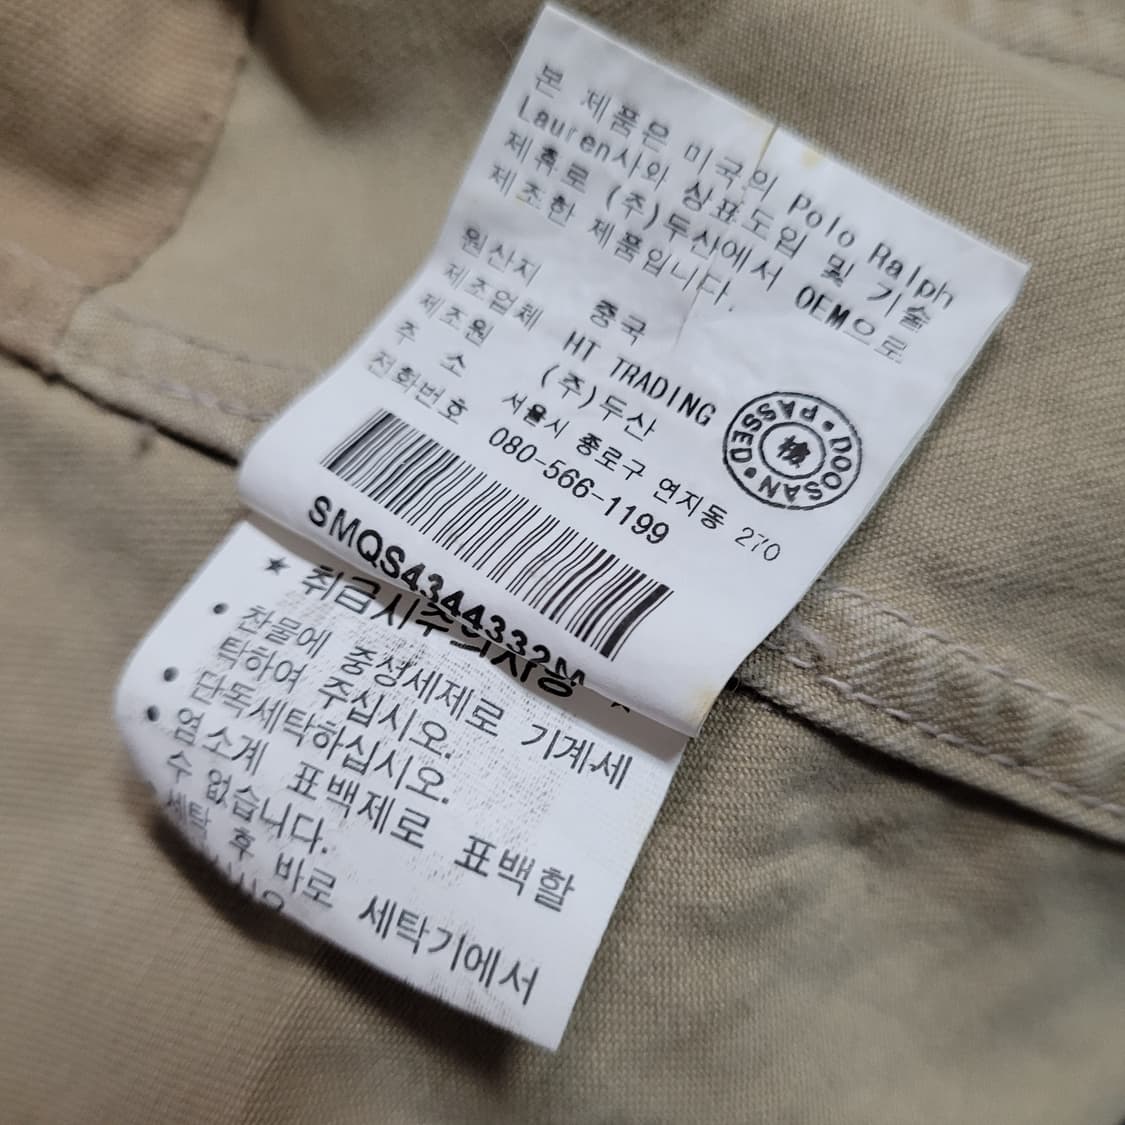 본 제품은 미국의 Polo Ralph
Lauren사와 상표도입 및 기술
제휴로 (주)두산에서 OEM으로
제조한 제품입니다.
원산지 중국
제조업체 HT TRADING
제조원 (주)두산
주 소 서울시 종로구 연지동 270
전화번호 080-566-1199
DOOSAN • PASSED •
檢
SMQS4344332M
★ 취급시주의사항 ★
• 찬물에 중성세제로 기계세
탁하여 주십시오.
• 단독세탁하십시오.
• 염소계 표백제로 표백할
수 없습니다.
세탁 후 바로 세탁기에서